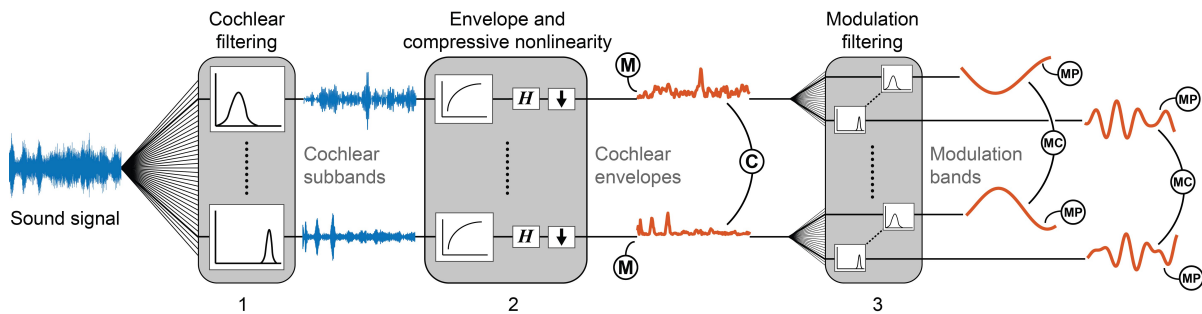 Cochlear
filtering
Envelope and
compressive nonlinearity
Modulation
filtering
M
MP
MP
H
Cochlear
subbands
Cochlear
envelopes
C
Modulation
bands
MC
MC
Sound signal
MP
H
M
MP
1
2
3